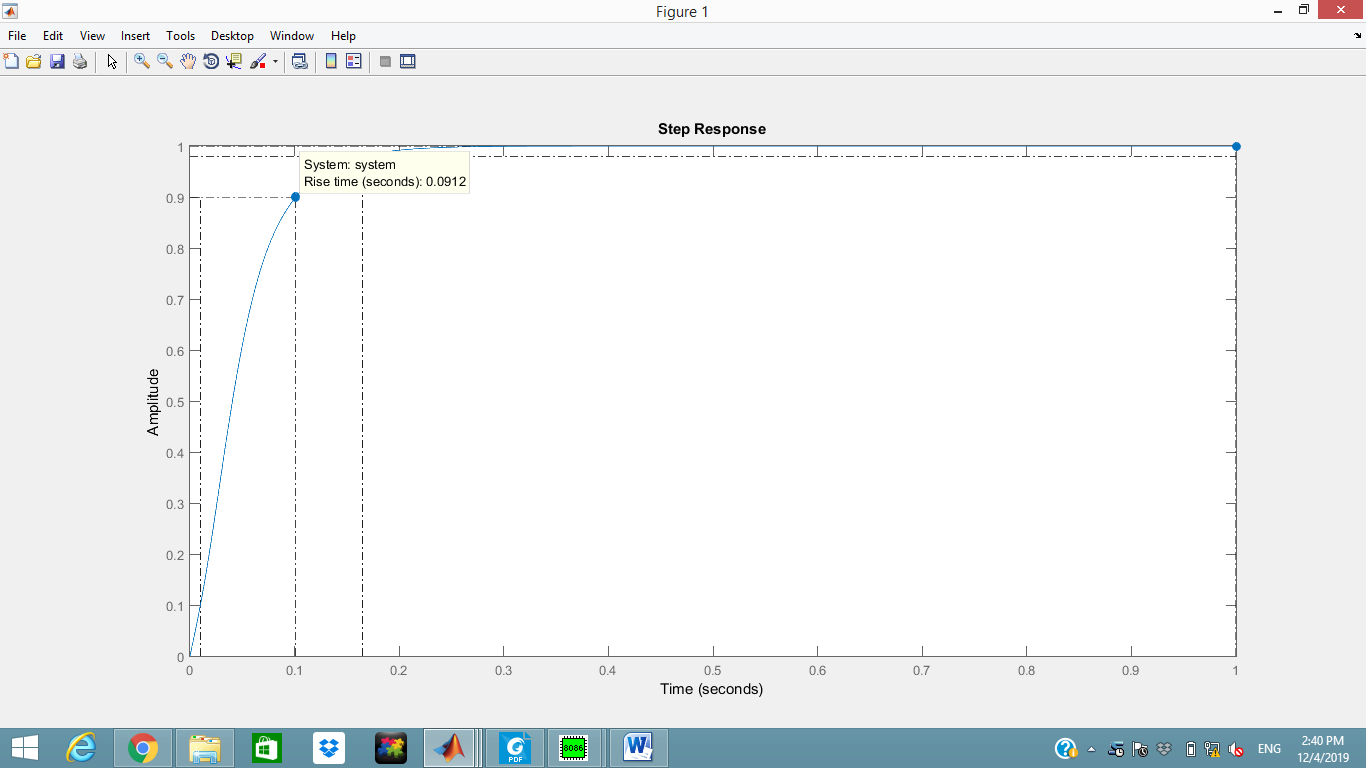 Figure 1
File Edit View Insert Tools Desktop Window Help
Step Response
System: system
Rise time (seconds): 0.0912
1
0.9
0.8
0.7
0.6
0.5
0.4
0.3
0.2
0.1
0
Amplitude
0 0.1 0.2 0.3 0.4 0.5 0.6 0.7 0.8 0.9 1
Time (seconds)
PDF
8086
ENG
2:40 PM
12/4/2019